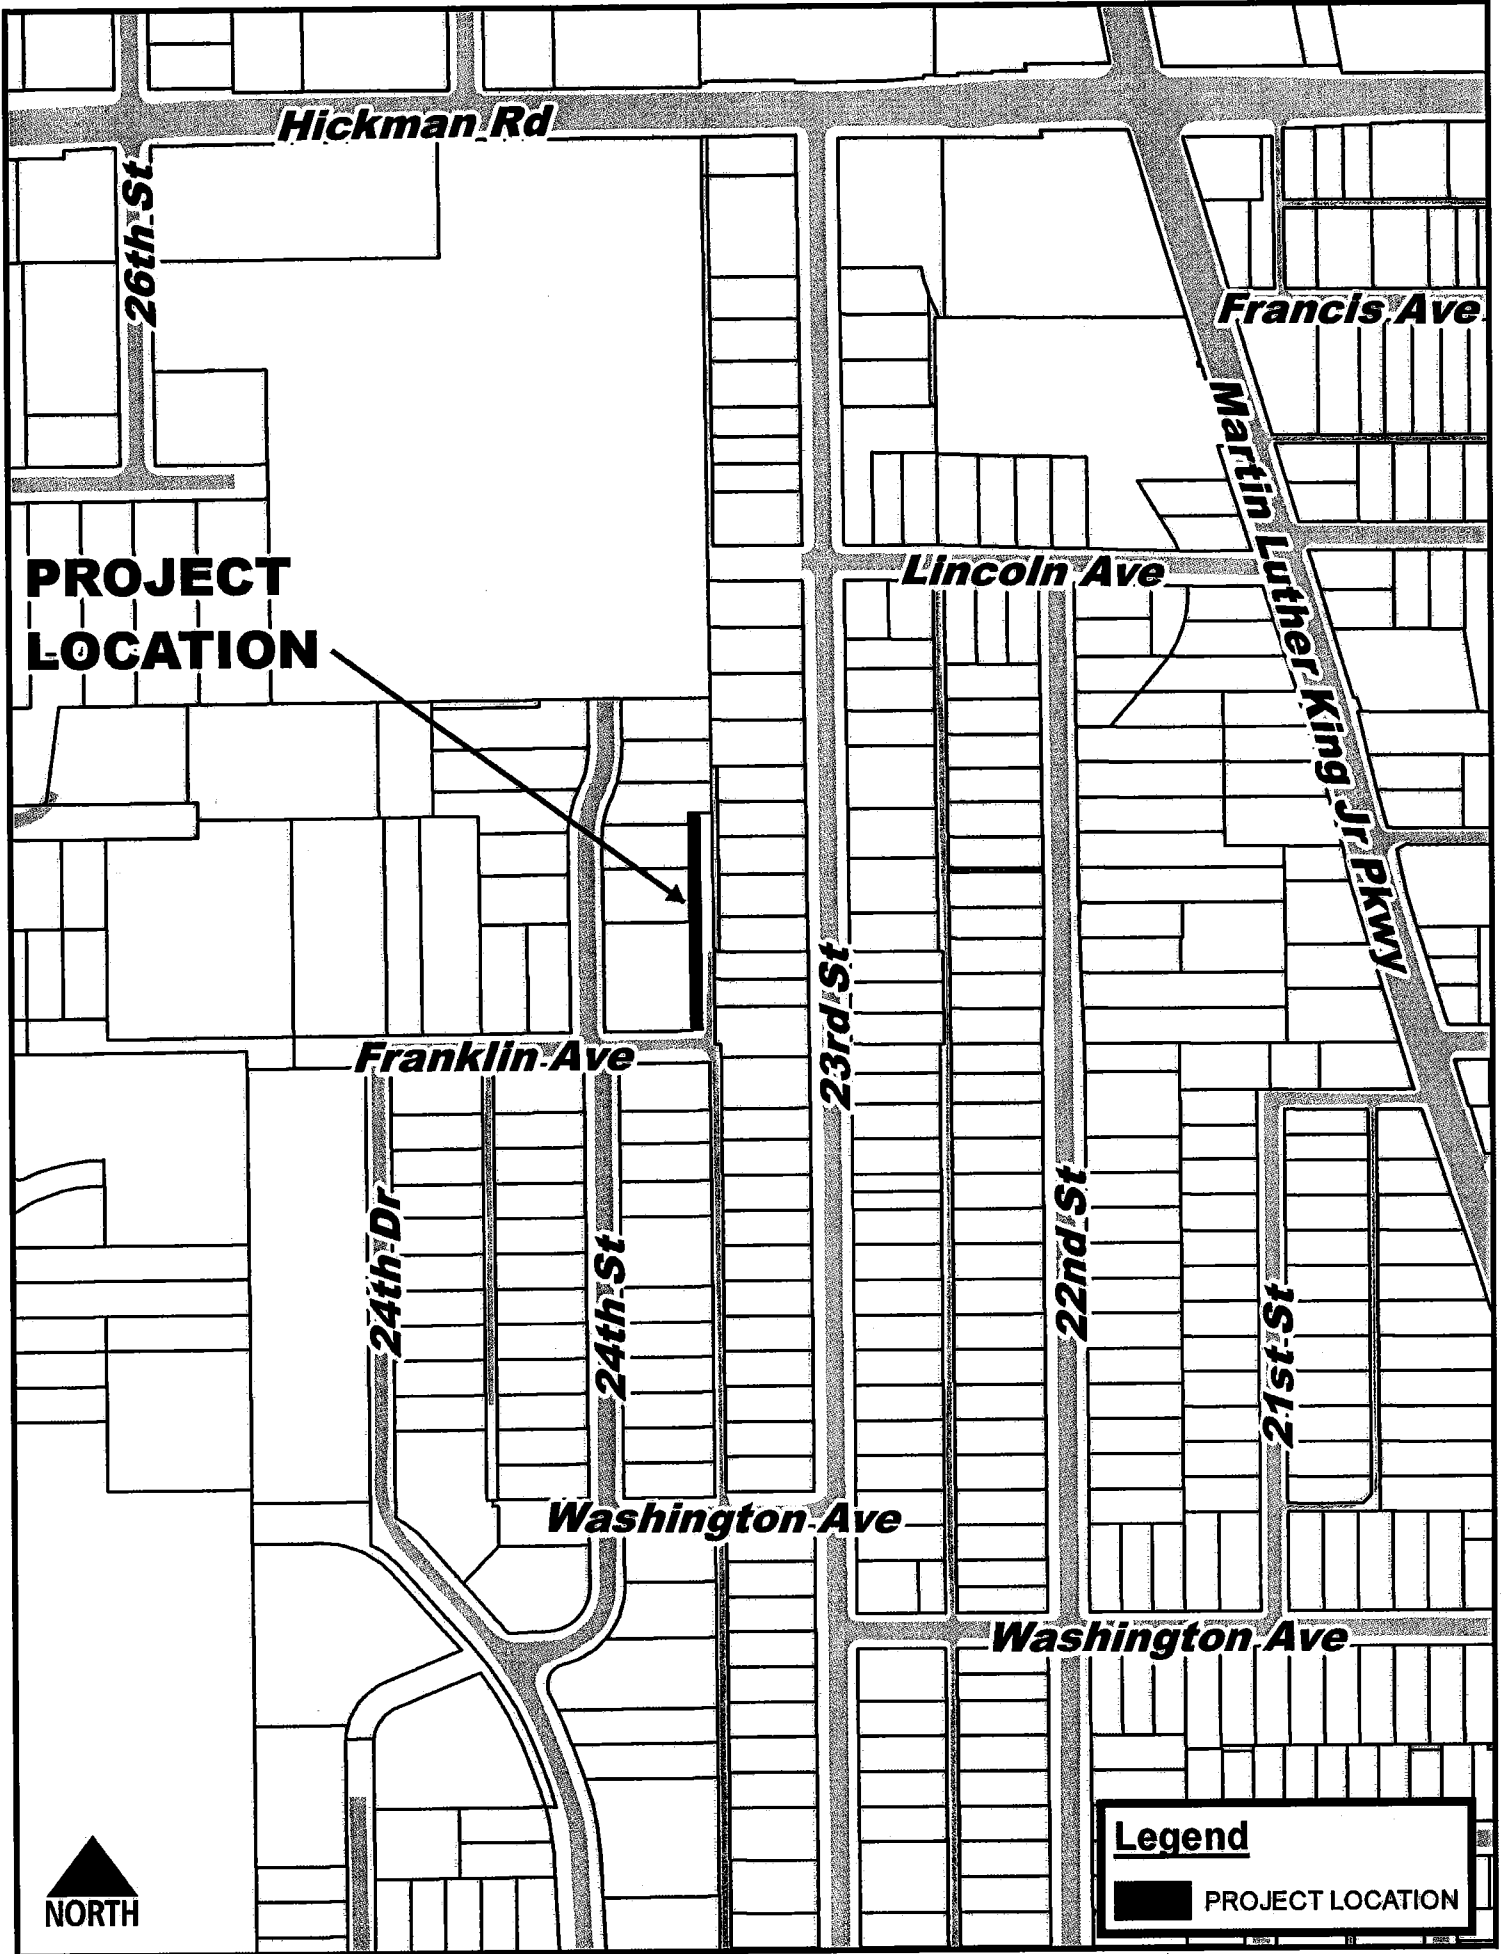 Hickman Rd
26th St
Francis Ave
Martin Luther King Jr Pkwy
PROJECT
LOCATION
Lincoln Ave
23rd St
Franklin Ave
24th Dr
24th St
22nd St
21st St
Washington Ave
Washington Ave
Legend
PROJECT LOCATION
NORTH